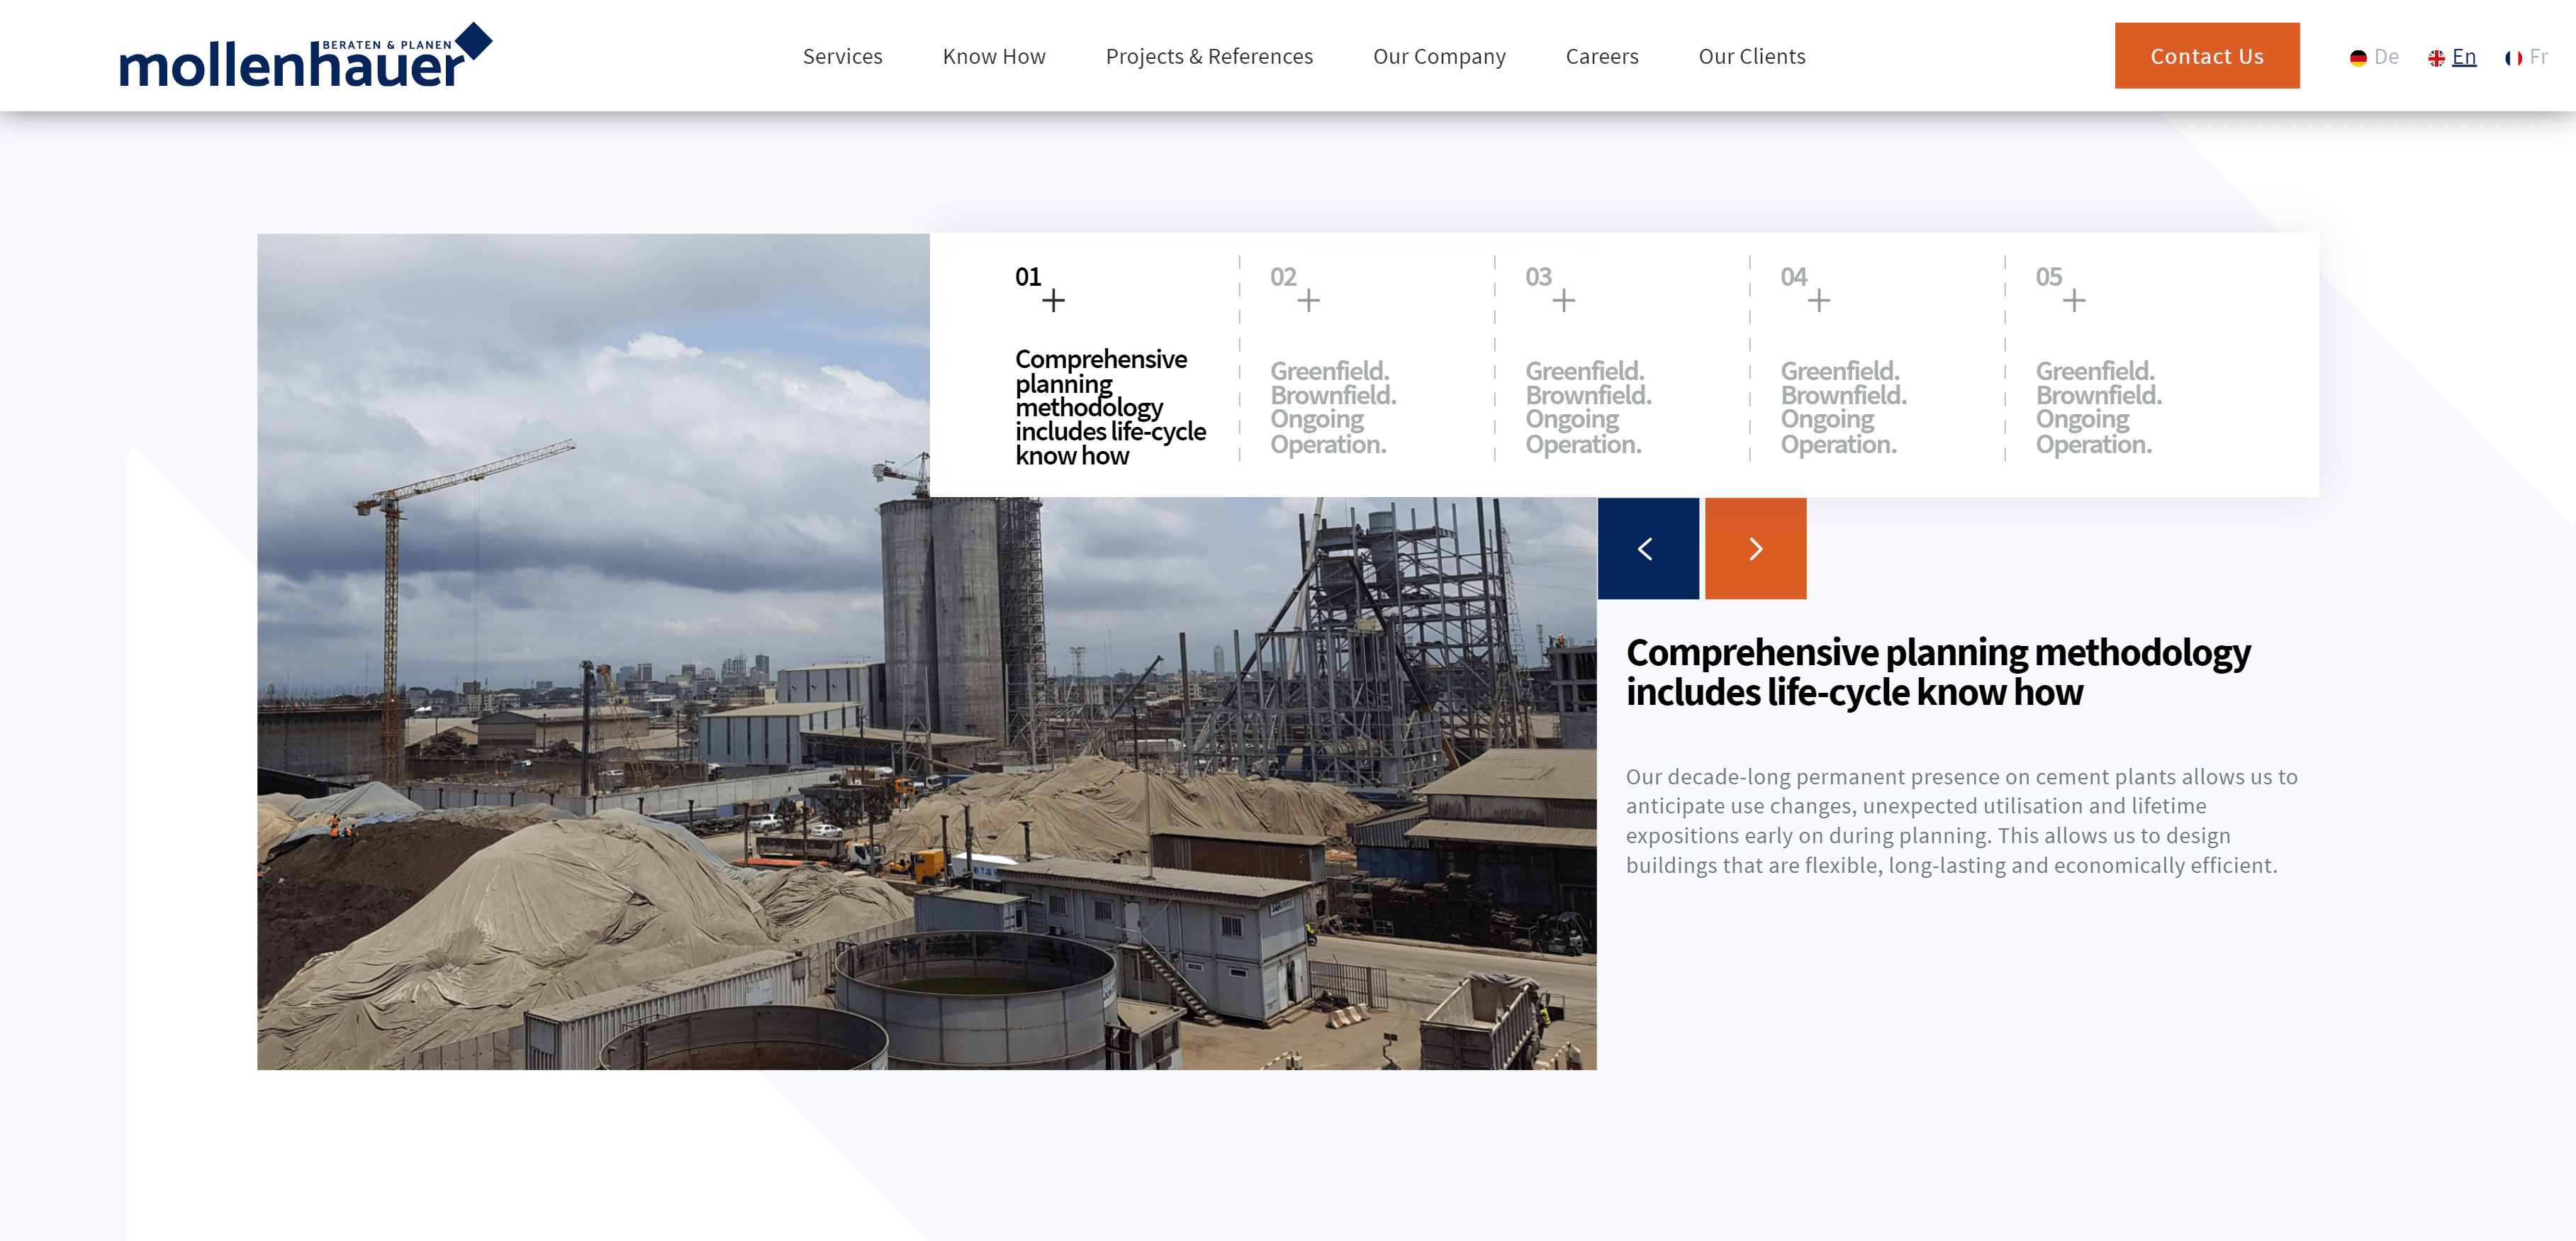 BERATEN & PLANEN
mollenhauer
Services
Know How
Projects & References
Our Company
Careers
Our Clients
Contact Us
De
En
Fr
01
Comprehensive
planning
methodology
includes life-cycle
know how
02
Greenfield.
Brownfield.
Ongoing
Operation.
03
Greenfield.
Brownfield.
Ongoing
Operation.
04
Greenfield.
Brownfield.
Ongoing
Operation.
05
Greenfield.
Brownfield.
Ongoing
Operation.
Comprehensive planning methodology
includes life-cycle know how
Our decade-long permanent presence on cement plants allows us to
anticipate use changes, unexpected utilisation and lifetime
expositions early on during planning. This allows us to design
buildings that are flexible, long-lasting and economically efficient.